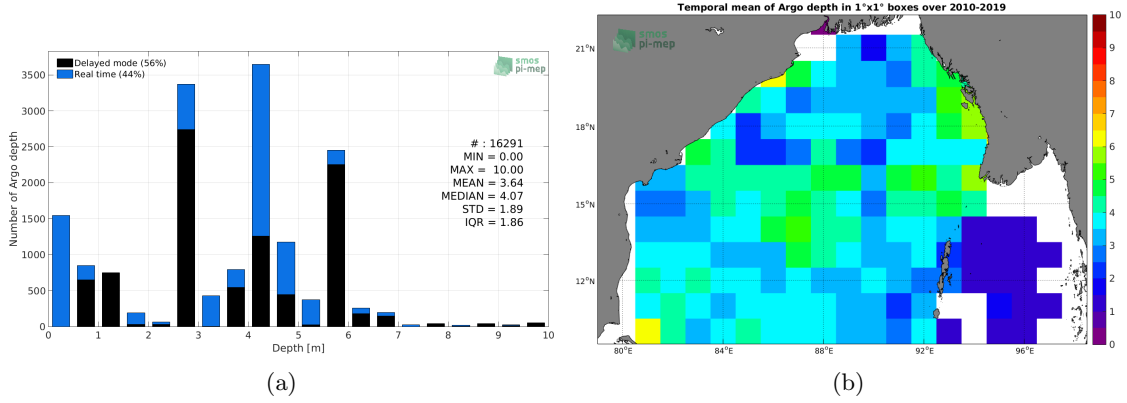 Delayed mode (56%)
Real time (44%)
smos
pi-mep
# : 16291
MIN = 0.00
MAX = 10.00
MEAN = 3.64
MEDIAN = 4.07
STD = 1.89
IQR = 1.86
Number of Argo depth
3500
3000
2500
2000
1500
1000
500
0
0 1 2 3 4 5 6 7 8 9 10
Depth [m]
(a)
Temporal mean of Argo depth in 1°x1° boxes over 2010-2019
smos
pi-mep
21°N
18°N
15°N
12°N
80°E 84°E 88°E 92°E 96°E
10
9
8
7
6
5
4
3
2
1
0
(b)